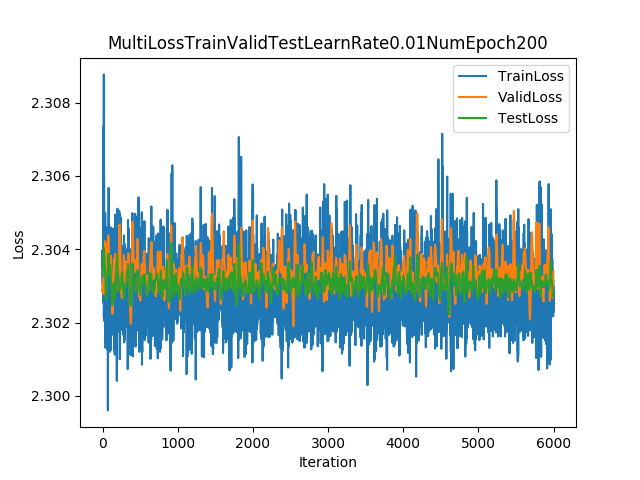 MultiLossTrainValidTestLearnRate0.01NumEpoch200
TrainLoss
ValidLoss
TestLoss
Loss
2.308
2.306
2.304
2.302
2.300
0 1000 2000 3000 4000 5000 6000
Iteration